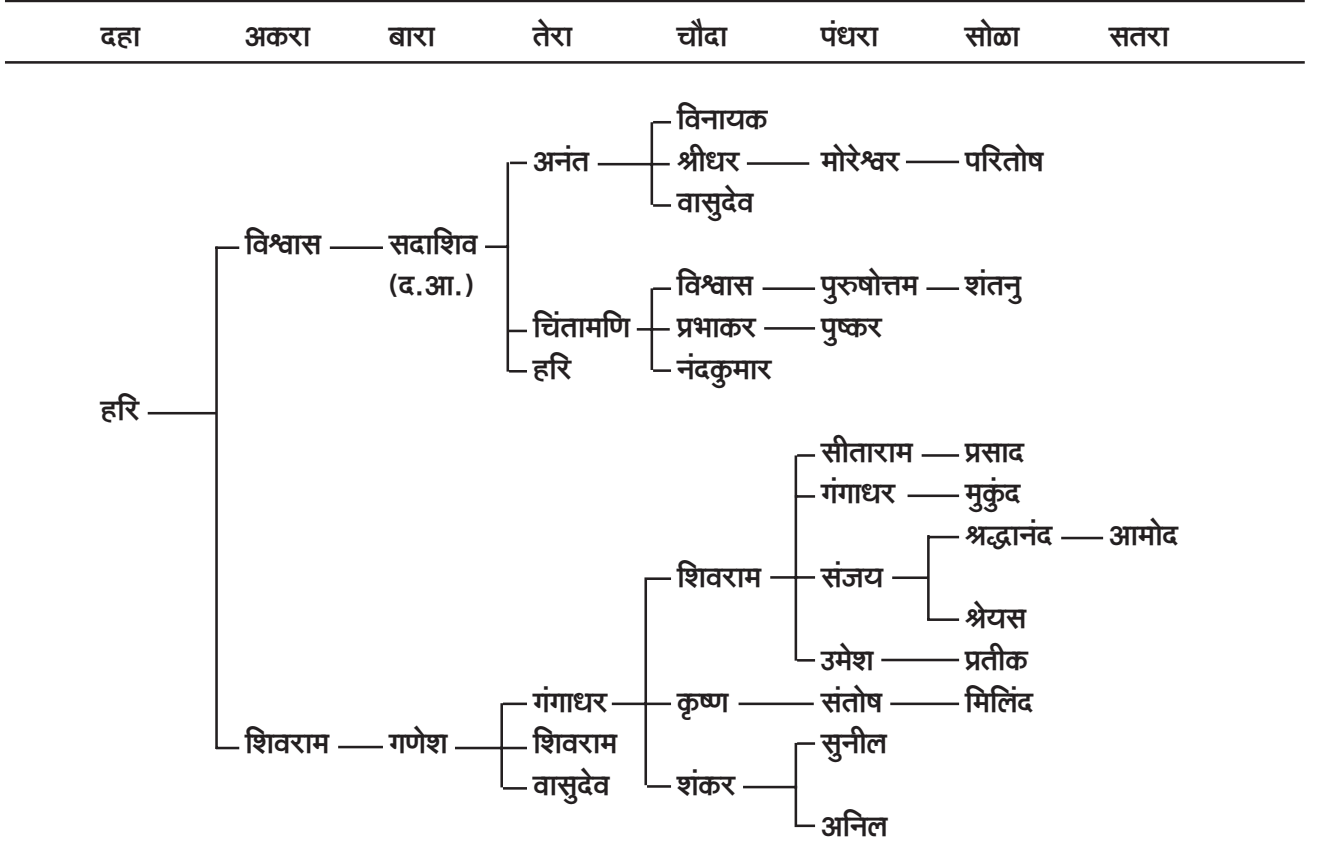 दहा अकरा बारा तेरा चौदा पंधरा सोळा सतरा
विनायक
अनंत श्रीधर मोरेश्वर परितोष
वासुदेव
विश्वास सदाशिव
(द.आ.) विश्वास पुरुषोत्तम शंतनु
चिंतामणि प्रभाकर पुष्कर
हरि नंदकुमार
हरि
सीताराम प्रसाद
गंगाधर मुकुंद
श्रद्धानंद आमोद
शिवराम संजय
श्रेयस
उमेश प्रतीक
गंगाधर कृष्ण संतोष मिलिंद
शिवराम गणेश शिवराम सुनील
वासुदेव शंकर
अनिल